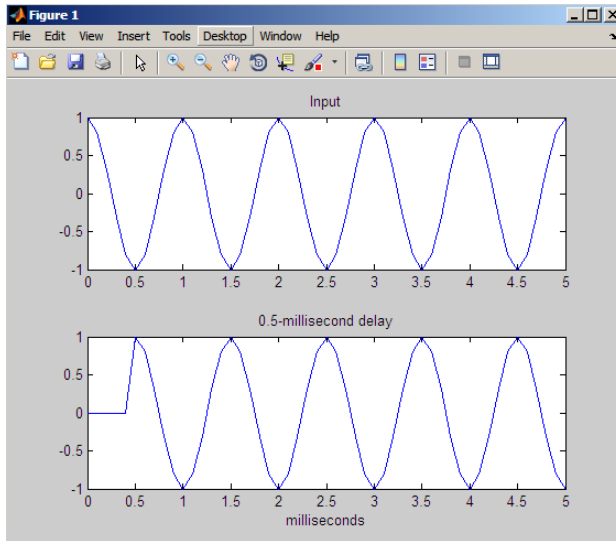 Figure 1
File Edit View Insert Tools Desktop Window Help
Input
1
0.5
0
-0.5
-1
0 0.5 1 1.5 2 2.5 3 3.5 4 4.5 5
0.5-millisecond delay
1
0.5
0
-0.5
-1
0 0.5 1 1.5 2 2.5 3 3.5 4 4.5 5
milliseconds